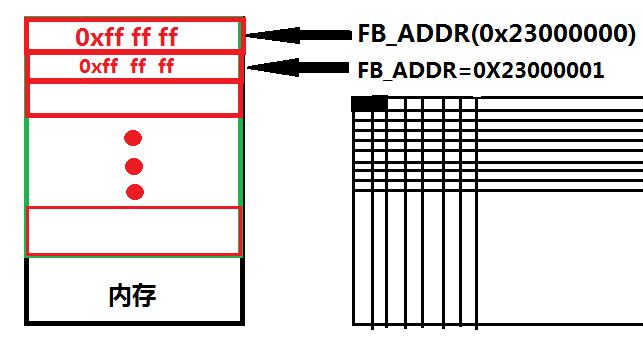 0xff ff ff
FB_ADDR(0x23000000)
0xff ff ff
FB_ADDR=0X23000001
内存